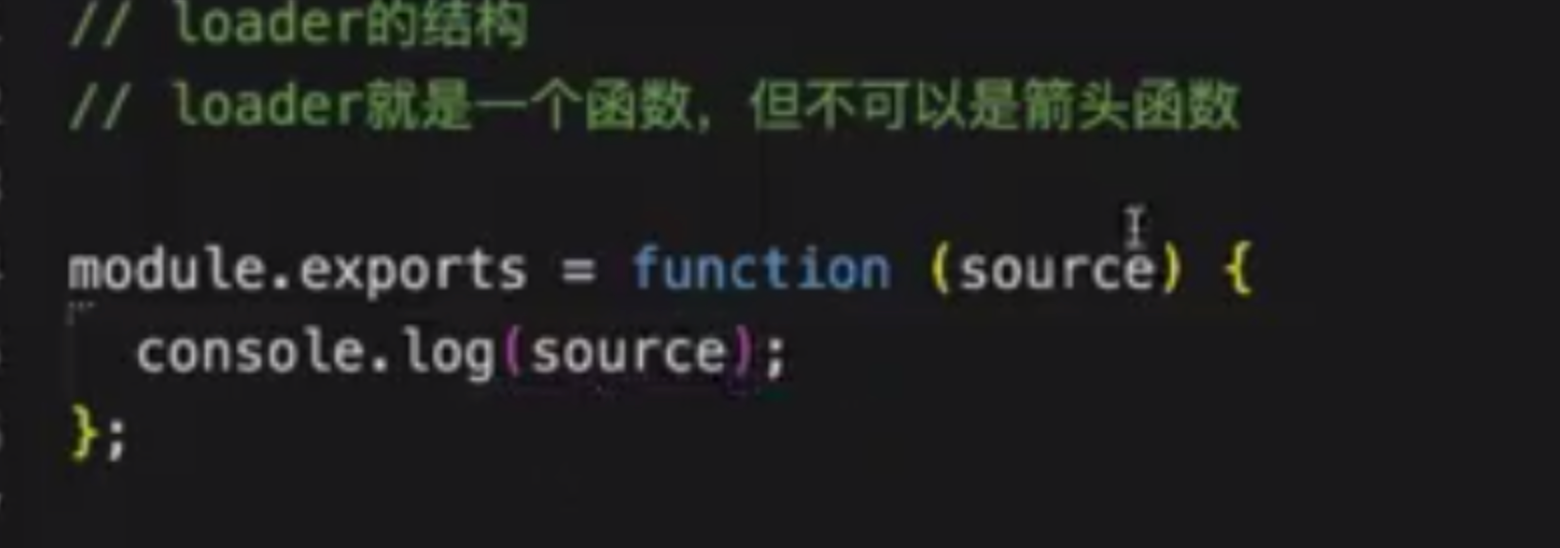 // loader的结构
// loader就是一个函数，但不可以是箭头函数
module.exports = function (source) {
  console.log(source);
};